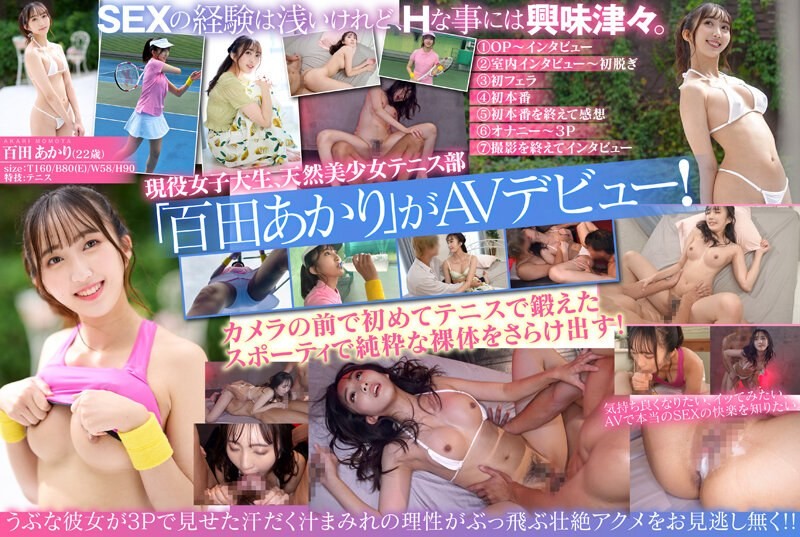 SEXの経験は浅いけれど、Hな事には興味津々。
①OP～インタビュー
②室内インタビュー～初脱ぎ
③初フェラ
④初本番
⑤初本番を終えて感想
⑥オナニー～3P
⑦撮影を終えてインタビュー
AKARI MOMOTA
百田 あかり(22歳)
size:T160/B80(E)/W58/H90
特技:テニス
現役女子大生、天然美少女テニス部
「百田あかり」がAVデビュー!
カメラの前で初めてテニスで鍛えた
スポーティで純粋な裸体をさらけ出す!
気持ち良くなりたい、イッてみたい、
AVで本当のSEXの快楽を知りたい
うぶな彼女が3Pで見せた汗だく汁まみれの理性がぶっ飛ぶ壮絶アクメをお見逃し無く!!